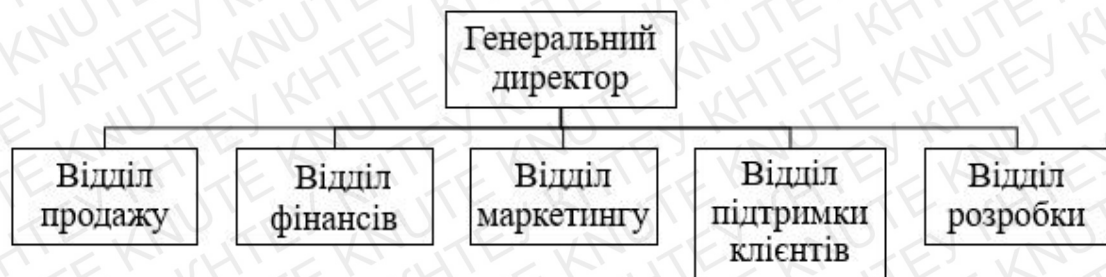 Генеральний
директор
Відділ
продажу
Відділ
фінансів
Відділ
маркетингу
Відділ
підтримки
клієнтів
Відділ
розробки